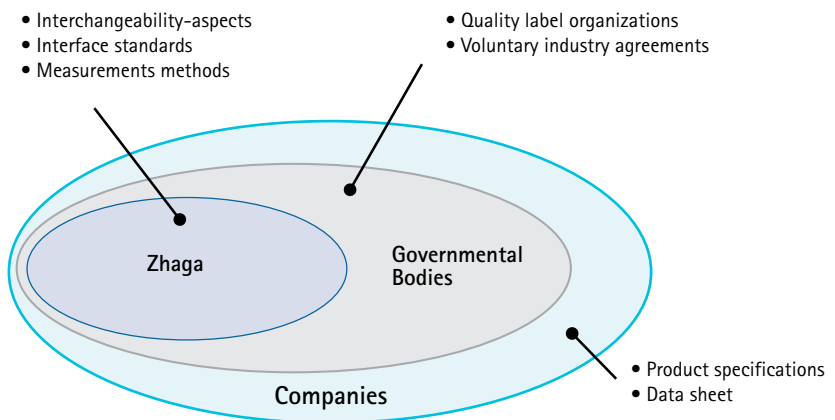 • Interchangeability-aspects
• Interface standards
• Measurements methods
• Quality label organizations
• Voluntary industry agreements
Zhaga
Governmental
Bodies
Companies
• Product specifications
• Data sheet